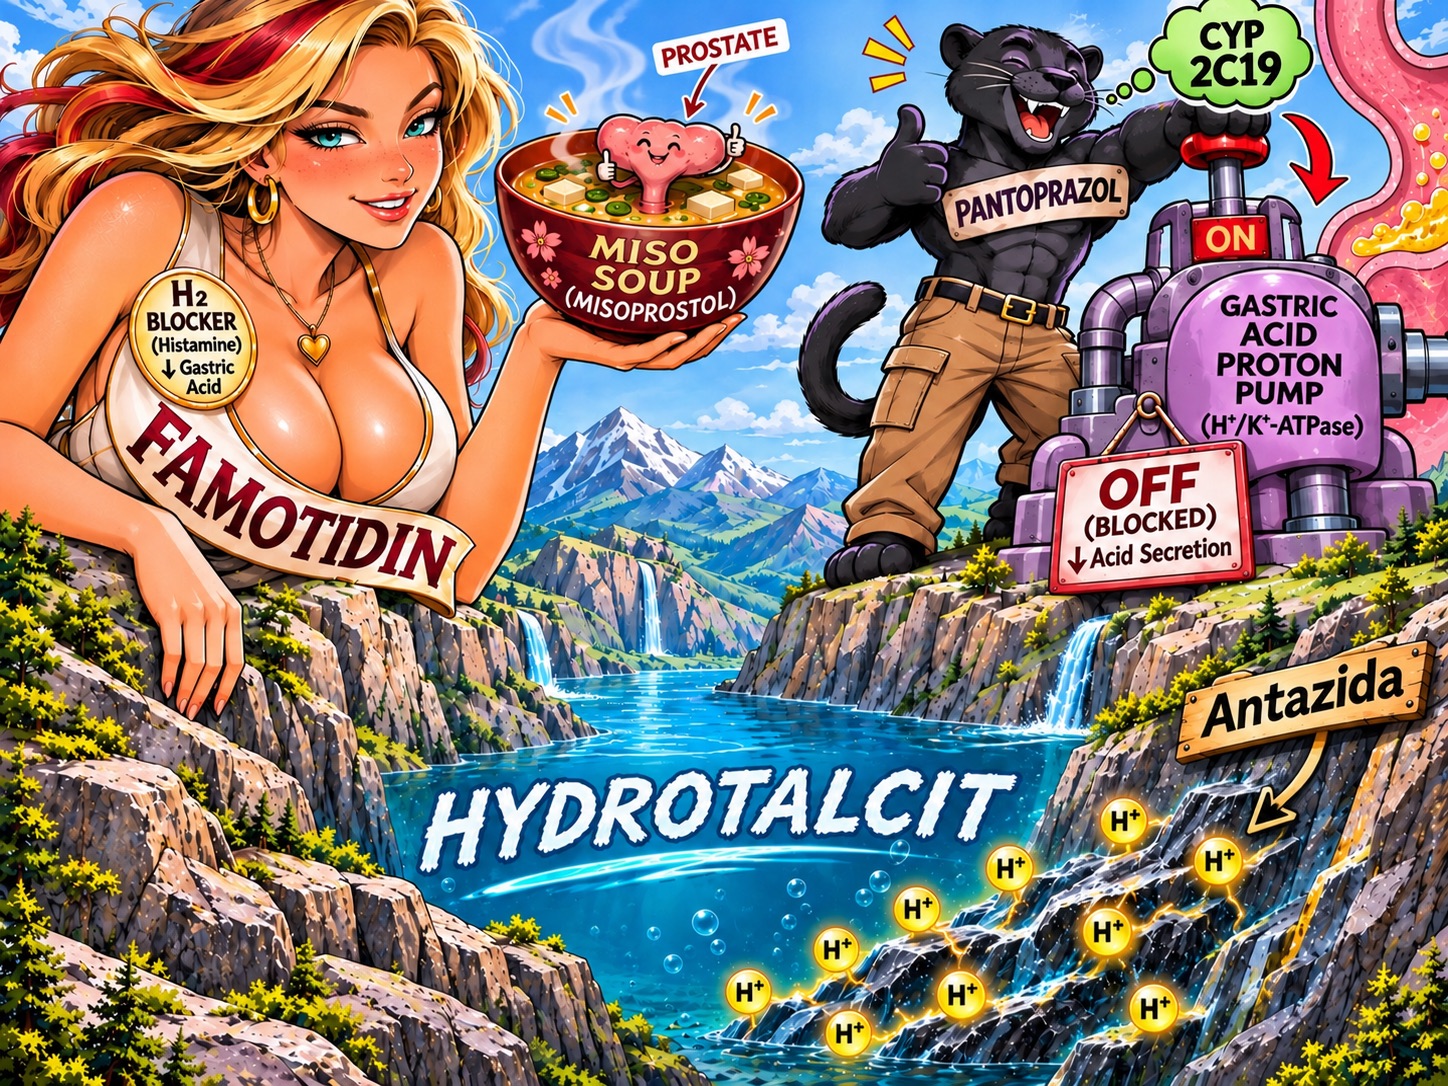 PROSTATE
CYP
2C19
H₂
BLOCKER
(Histamine)
↓ Gastric
Acid
MISO
SOUP
(MISOPROSTOL)
PANTOPRAZOL
ON
GASTRIC
ACID
PROTON
PUMP
(H⁺/K⁺-ATPase)
FAMOTIDIN
OFF
(BLOCKED)
↓ Acid Secretion
Antazida
HYDROTALCIT
H⁺
H⁺
H⁺
H⁺
H⁺
H⁺
H⁺
H⁺
H⁺
H⁺